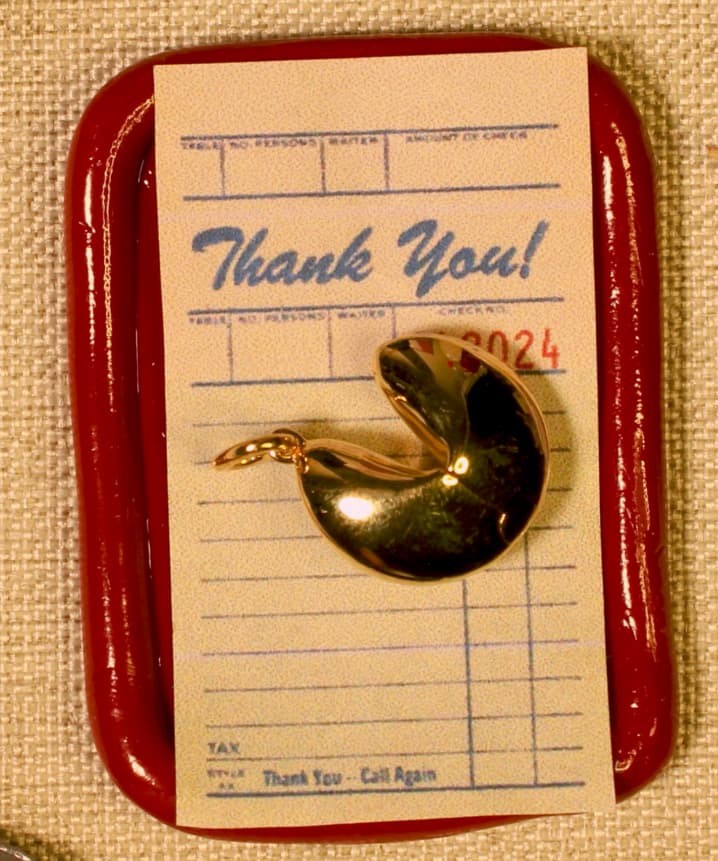 TABLE NO. PERSONS WAITER AMOUNT OF CHECK
Thank You!
TABLE NO. PERSONS WAITER CHECK NO.
3024
TAX
Thank You - Call Again